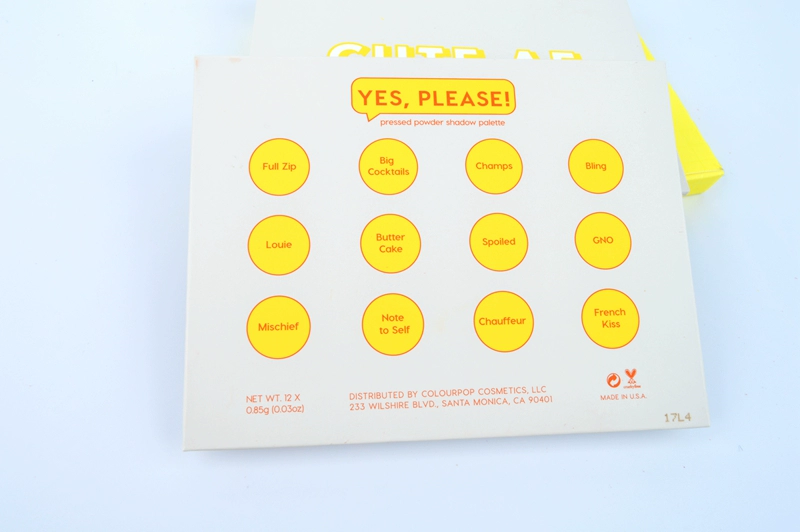 CUTE AF
YES, PLEASE!
pressed powder shadow palette
Full Zip
Big
Cocktails
Champs
Bling
Louie
Butter
Cake
Spoiled
GNO
Mischief
Note
to Self
Chauffeur
French
Kiss
NET WT. 12 X
0.85g (0.03oz)
DISTRIBUTED BY COLOURPOP COSMETICS, LLC
233 WILSHIRE BLVD., SANTA MONICA, CA 90401
MADE IN U.S.A.
17L4